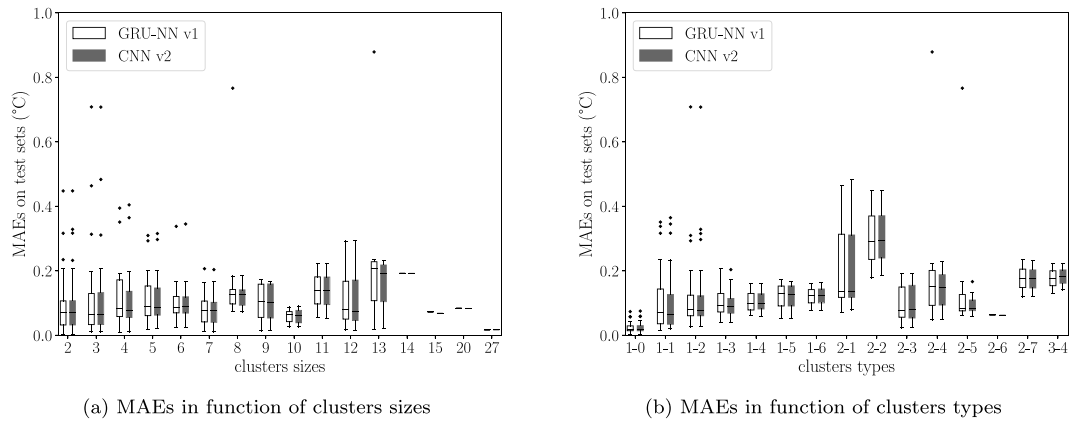 GRU-NN v1
CNN v2
MAEs on test sets (°C)
1.0
0.8
0.6
0.4
0.2
0.0
2 3 4 5 6 7 8 9 10 11 12 13 14 15 20 27
clusters sizes
(a) MAEs in function of clusters sizes
GRU-NN v1
CNN v2
MAEs on test sets (°C)
1.0
0.8
0.6
0.4
0.2
0.0
1–0 1–1 1–2 1–3 1–4 1–5 1–6 2–1 2–2 2–3 2–4 2–5 2–6 2–7 3–4
clusters types
(b) MAEs in function of clusters types